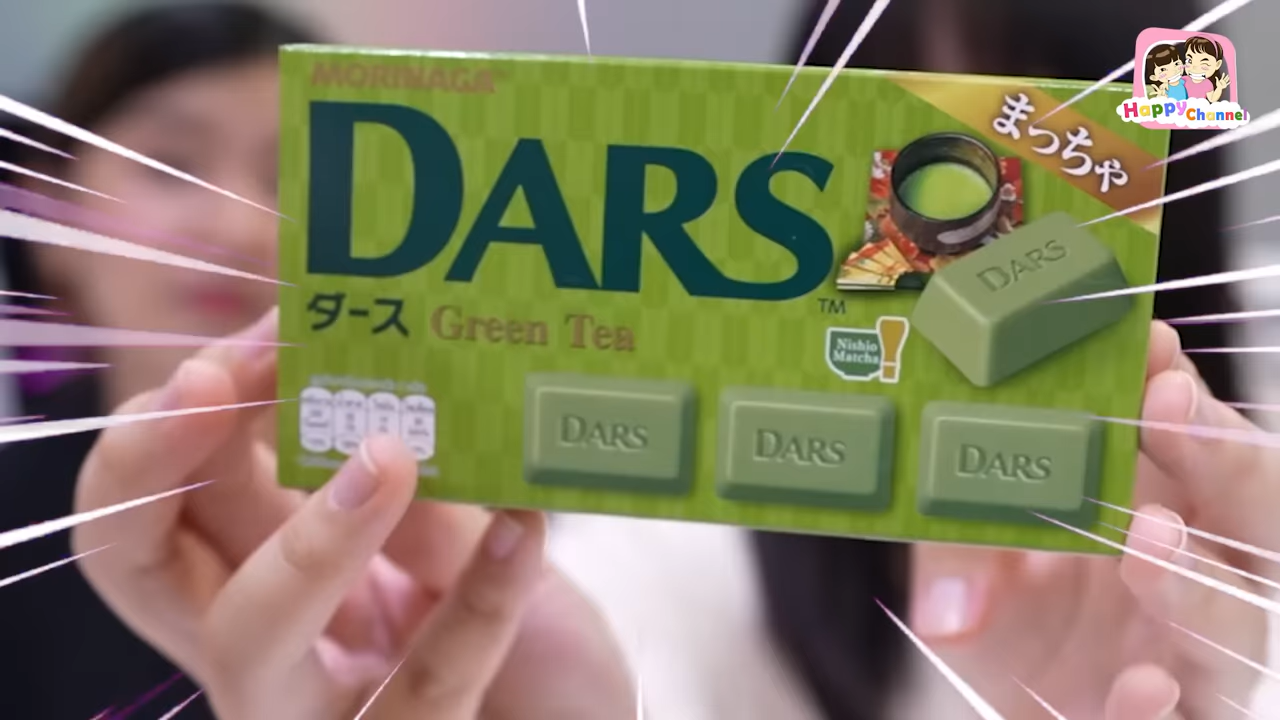 MORINAGA
DARS
TM
ダース Green Tea
まっちゃ
DARS
Nishio
Matcha
DARS
DARS
DARS
Happy Channel